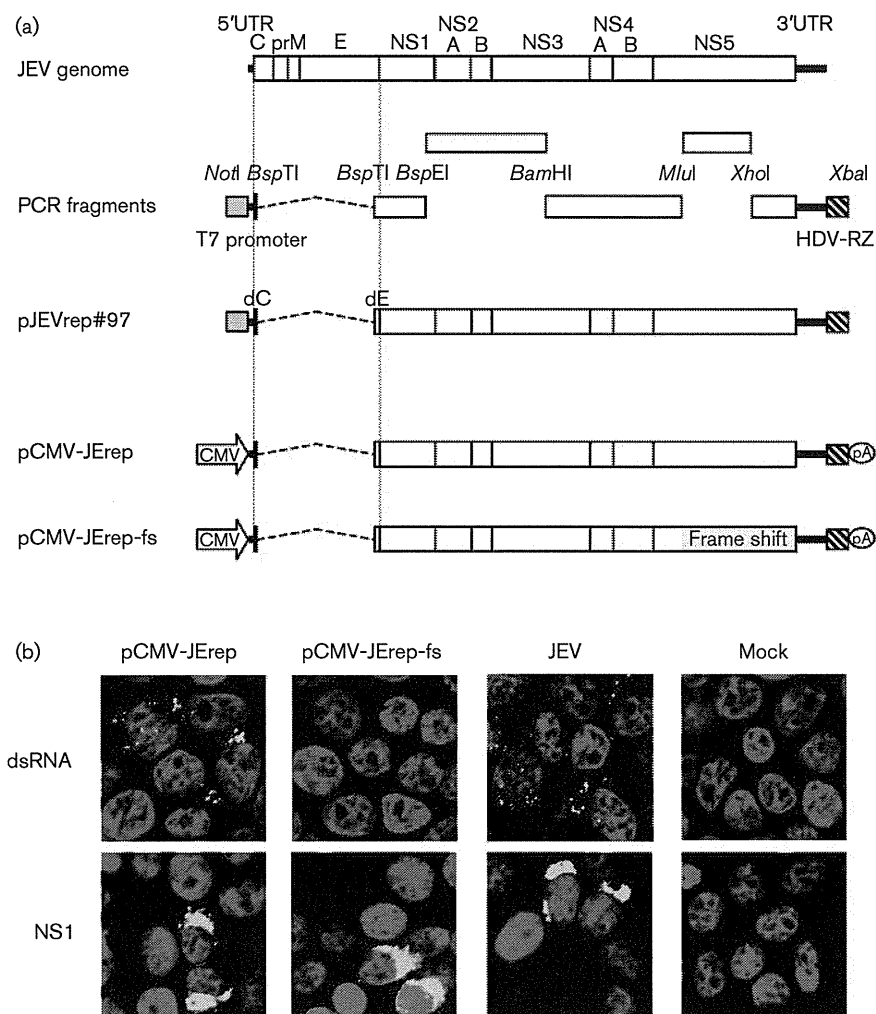 (a)
5′UTR 3′UTR
NS2 NS4
C prM E NS1 A B NS3 A B NS5
JEV genome
NotI BspTI BspTI BspEI BamHI MluI XhoI XbaI
PCR fragments
T7 promoter HDV-RZ
dC dE
pJEVrep#97
pCMV-JErep CMV pA
pCMV-JErep-fs CMV Frame shift pA
(b)
pCMV-JErep pCMV-JErep-fs JEV Mock
dsRNA
NS1